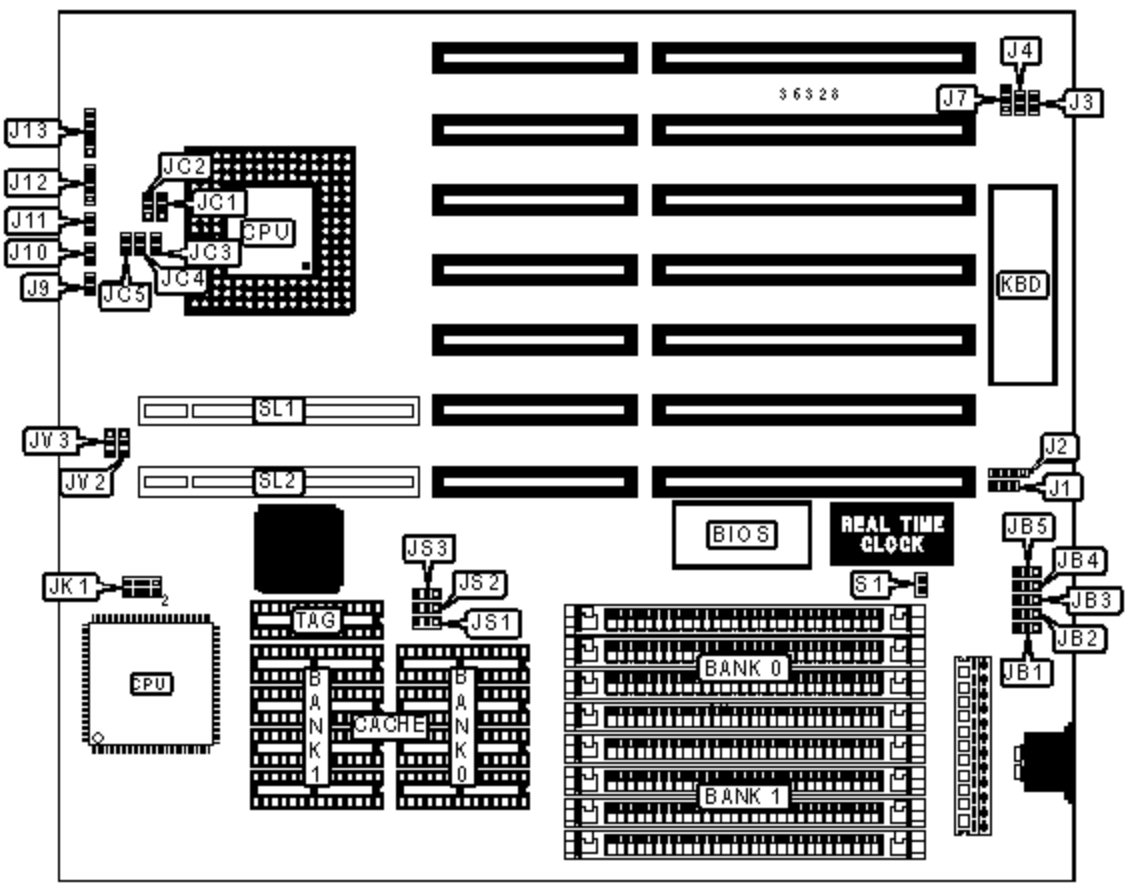 J4
36328
J7
J3
J13
JC2
J12
JC1
J11
CPU
J10
JC3
JC4
J9
JC5
KBD
SL1
JV3
J2
SL2
JV2
J1
BIOS
REAL TIME
CLOCK
JB5
JS3
JB4
JK1
JS2
S1
2
JB3
TAG
JS1
JB2
BANK 0
JB1
CPU
BANK1
BANK0
CACHE
BANK 1